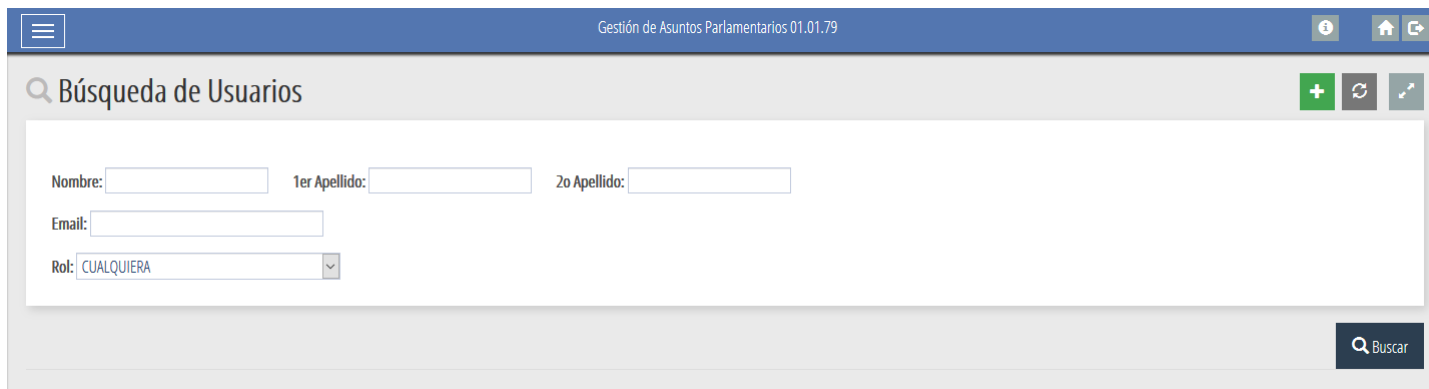 Gestión de Asuntos Parlamentarios 01.01.79
Búsqueda de Usuarios
Nombre: 1er Apellido: 2o Apellido:
Email:
Rol: CUALQUIERA
Buscar